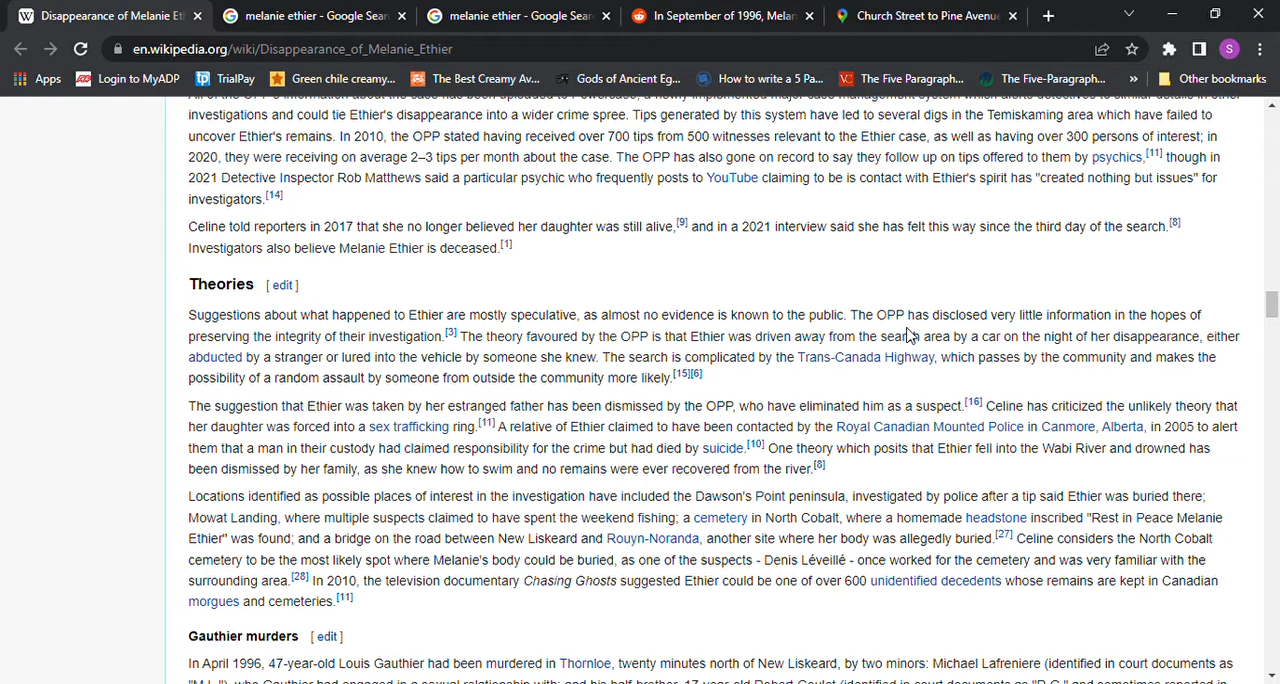 Disappearance of Melanie Et
melanie ethier - Google Sear
melanie ethier - Google Sear
In September of 1996, Melan
Church Street to Pine Avenue
en.wikipedia.org/wiki/Disappearance_of_Melanie_Ethier
S
Apps
Login to MyADP
TrialPay
Green chile creamy...
The Best Creamy Av...
Gods of Ancient Eg...
How to write a 5 Pa...
The Five Paragraph...
The Five-Paragraph...
»
Other bookmarks
investigations and could tie Ethier's disappearance into a wider crime spree. Tips generated by this system have led to several digs in the Temiskaming area which have failed to
uncover Ethier's remains. In 2010, the OPP stated having received over 700 tips from 500 witnesses relevant to the Ethier case, as well as having over 300 persons of interest; in
2020, they were receiving on average 2–3 tips per month about the case. The OPP has also gone on record to say they follow up on tips offered to them by psychics,[11] though in
2021 Detective Inspector Rob Matthews said a particular psychic who frequently posts to YouTube claiming to be is contact with Ethier's spirit has "created nothing but issues" for
investigators.[14]
Celine told reporters in 2017 that she no longer believed her daughter was still alive,[9] and in a 2021 interview said she has felt this way since the third day of the search.[8]
Investigators also believe Melanie Ethier is deceased.[1]
Theories [ edit ]
Suggestions about what happened to Ethier are mostly speculative, as almost no evidence is known to the public. The OPP has disclosed very little information in the hopes of
preserving the integrity of their investigation.[3] The theory favoured by the OPP is that Ethier was driven away from the search area by a car on the night of her disappearance, either
abducted by a stranger or lured into the vehicle by someone she knew. The search is complicated by the Trans-Canada Highway, which passes by the community and makes the
possibility of a random assault by someone from outside the community more likely.[15][6]
The suggestion that Ethier was taken by her estranged father has been dismissed by the OPP, who have eliminated him as a suspect.[16] Celine has criticized the unlikely theory that
her daughter was forced into a sex trafficking ring.[11] A relative of Ethier claimed to have been contacted by the Royal Canadian Mounted Police in Canmore, Alberta, in 2005 to alert
them that a man in their custody had claimed responsibility for the crime but had died by suicide.[10] One theory which posits that Ethier fell into the Wabi River and drowned has
been dismissed by her family, as she knew how to swim and no remains were ever recovered from the river.[8]
Locations identified as possible places of interest in the investigation have included the Dawson's Point peninsula, investigated by police after a tip said Ethier was buried there;
Mowat Landing, where multiple suspects claimed to have spent the weekend fishing; a cemetery in North Cobalt, where a homemade headstone inscribed "Rest in Peace Melanie
Ethier" was found; and a bridge on the road between New Liskeard and Rouyn-Noranda, another site where her body was allegedly buried.[27] Celine considers the North Cobalt
cemetery to be the most likely spot where Melanie's body could be buried, as one of the suspects - Denis Léveillé - once worked for the cemetery and was very familiar with the
surrounding area.[28] In 2010, the television documentary Chasing Ghosts suggested Ethier could be one of over 600 unidentified decedents whose remains are kept in Canadian
morgues and cemeteries.[11]
Gauthier murders [ edit ]
In April 1996, 47-year-old Louis Gauthier had been murdered in Thornloe, twenty minutes north of New Liskeard, by two minors: Michael Lafreniere (identified in court documents as